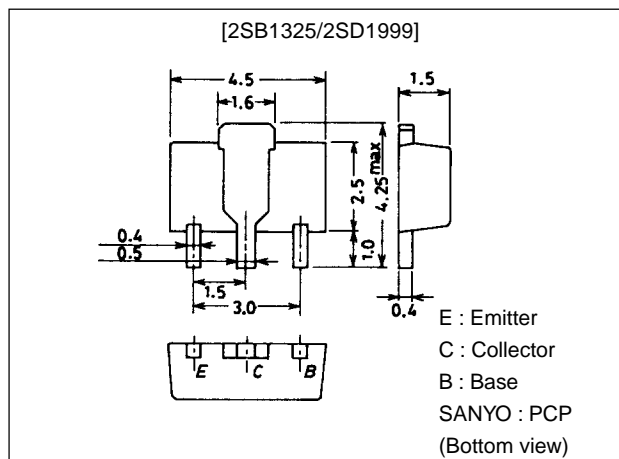 [2SB1325/2SD1999]
4.5
1.6
1.5
2.5
4.25max
1.0
0.4
0.5
1.5
3.0
0.4
E C B
E : Emitter
C : Collector
B : Base
SANYO : PCP
(Bottom view)